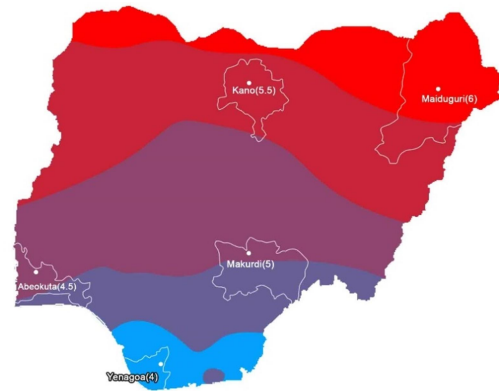 Kano(5.5)
Maiduguri(6)
Makurdi(5)
Abeokuta(4.5)
Yenagoa(4)